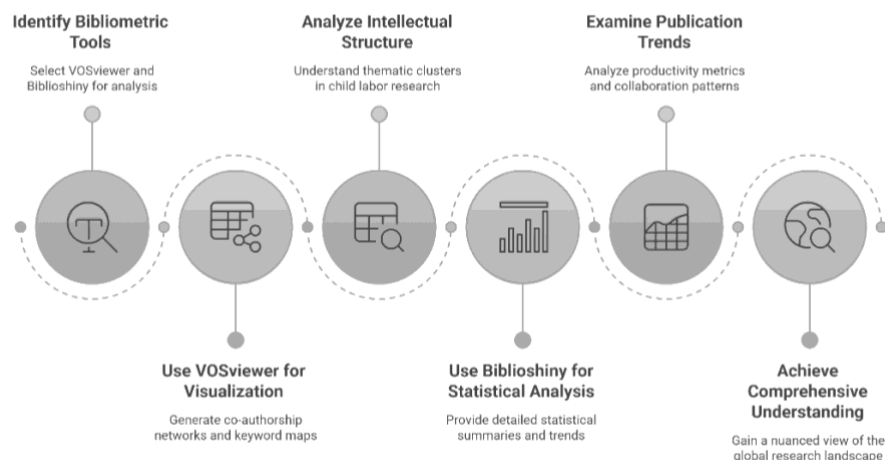 Identify Bibliometric
Tools
Select VOSviewer and
Biblioshiny for analysis
Analyze Intellectual
Structure
Understand thematic clusters
in child labor research
Examine Publication
Trends
Analyze productivity metrics
and collaboration patterns
Use VOSviewer for
Visualization
Generate co-authorship
networks and keyword maps
Use Biblioshiny for
Statistical Analysis
Provide detailed statistical
summaries and trends
Achieve
Comprehensive
Understanding
Gain a nuanced view of the
global research landscape